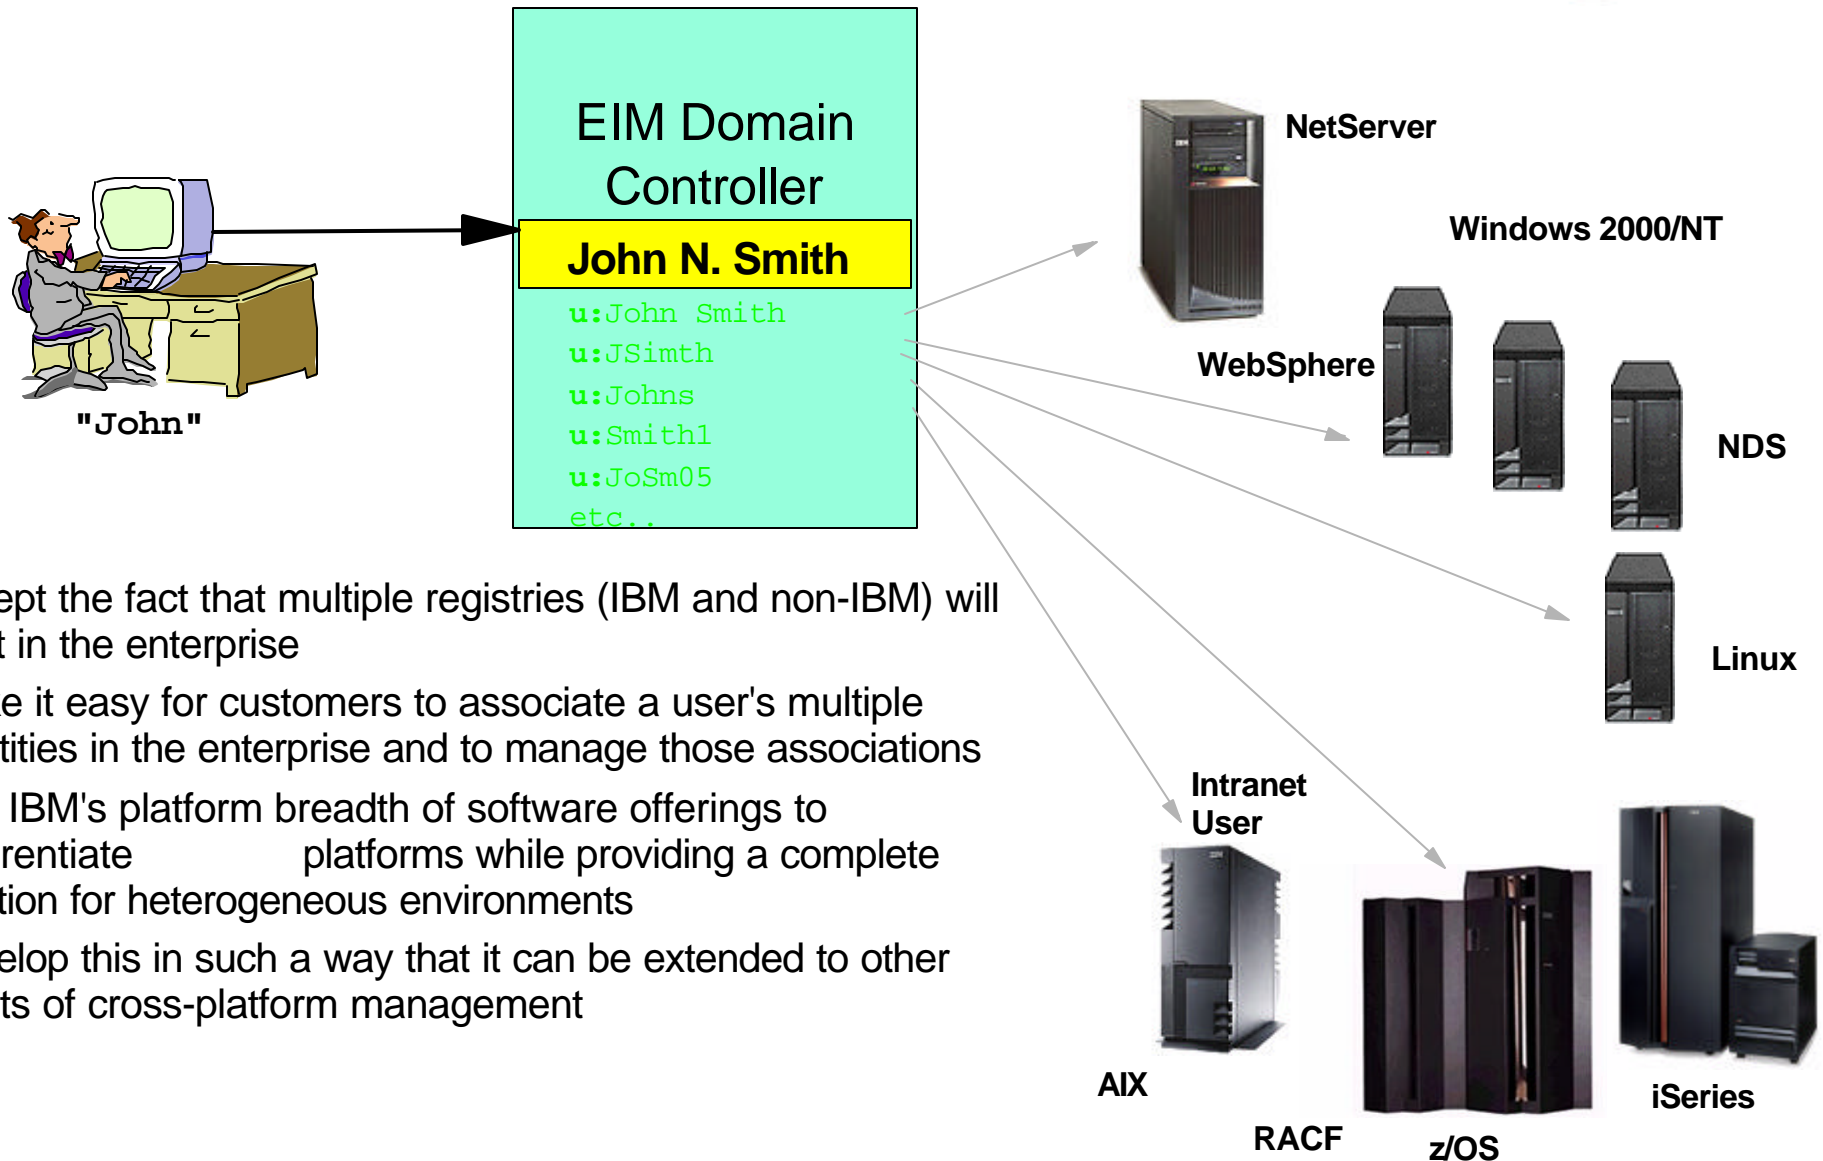 EIM Domain
Controller
John N. Smith
u:John Smith
u:JSimth
u:Johns
u:Smith1
u:JoSm05
etc..
"John"
NetServer
Windows 2000/NT
WebSphere
NDS
Linux
Intranet
User
AIX
RACF
z/OS
iSeries
ept the fact that multiple registries (IBM and non-IBM) will
t in the enterprise
e it easy for customers to associate a user's multiple
tities in the enterprise and to manage those associations
IBM's platform breadth of software offerings to
rentiate platforms while providing a complete
tion for heterogeneous environments
elop this in such a way that it can be extended to other
ts of cross-platform management